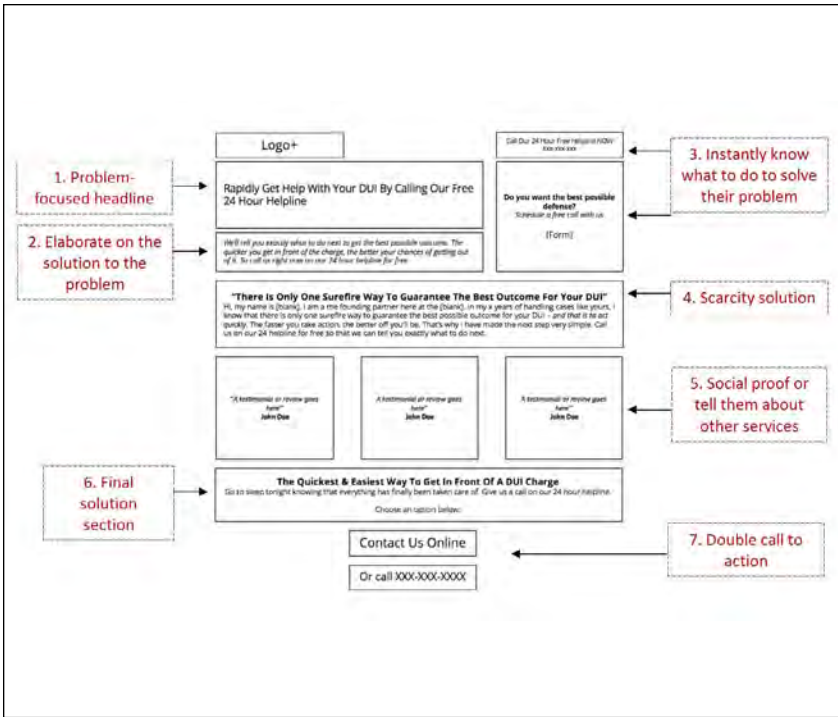 Logo+
Call Our 24 Hour Free Helpline NOW
xxx-xxx-xxx
1. Problem-
focused headline
Rapidly Get Help With Your DUI By Calling Our Free
24 Hour Helpline
Do you want the best possible
defense?
Schedule a free call with us.
[Form]
3. Instantly know
what to do to solve
their problem
2. Elaborate on the
solution to the
problem
We'll tell you exactly what to do next to get the best possible outcome. The
quicker you get in front of the charge, the better your chances of getting out
of it. So call us right now on our 24 hour helpline for free.
"There Is Only One Surefire Way To Guarantee The Best Outcome For Your DUI"
Hi, my name is [blank]. I am a founding partner here at the [blank]. In my x years of handling cases like yours, I
know that there is only one surefire way to guarantee the best possible outcome for your DUI - and that is to act
quickly. The faster you take action, the better off you'll be. That's why I have made the next step very simple. Call
us on our 24 helpline for free so that we can tell you exactly what to do next.
4. Scarcity solution
"A testimonial or review goes
here"
John Doe
"A testimonial or review goes
here"
John Doe
"A testimonial or review goes
here"
John Doe
5. Social proof or
tell them about
other services
6. Final
solution
section
The Quickest & Easiest Way To Get In Front Of A DUI Charge
Go to sleep tonight knowing that everything has finally been taken care of. Give us a call on our 24 hour helpline.
Choose an option below:
Contact Us Online
Or call XXX-XXX-XXXX
7. Double call to
action